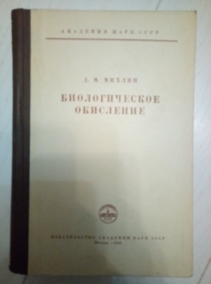 АКАДЕМИЯ НАУК СССР
Д. М. МИХЛИН
БИОЛОГИЧЕСКОЕ
ОКИСЛЕНИЕ
ИЗДАТЕЛЬСТВО АКАДЕМИИ НАУК СССР
Москва